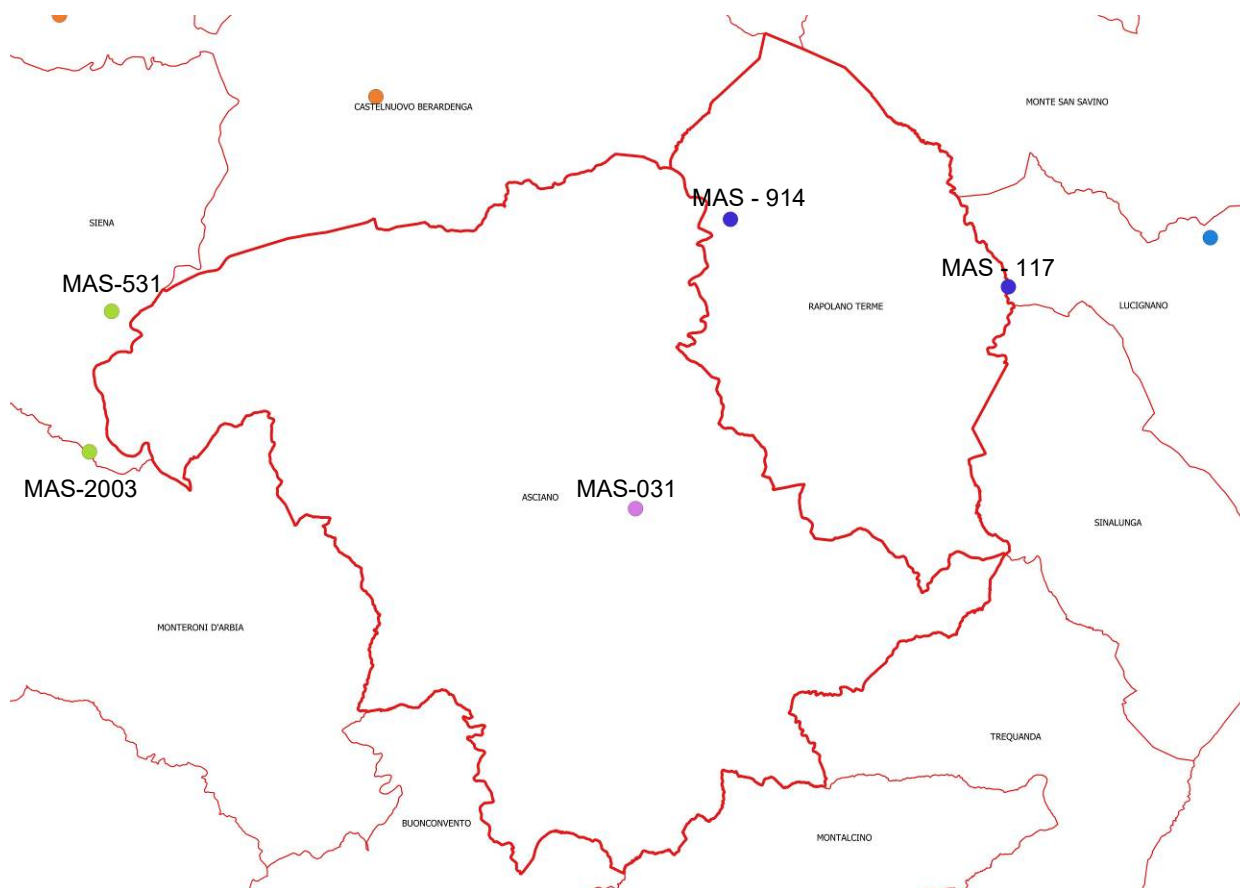 MONTE SAN SAVINO
CASTELNUOVO BERARDENGA
MAS - 914
SIENA
MAS - 117
MAS-531
RAPOLANO TERME
LUCIGNANO
MAS-2003
ASCIANO
MAS-031
SINALUNGA
MONTERONI D'ARBIA
TREQUANDA
BUONCONVENTO
MONTALCINO